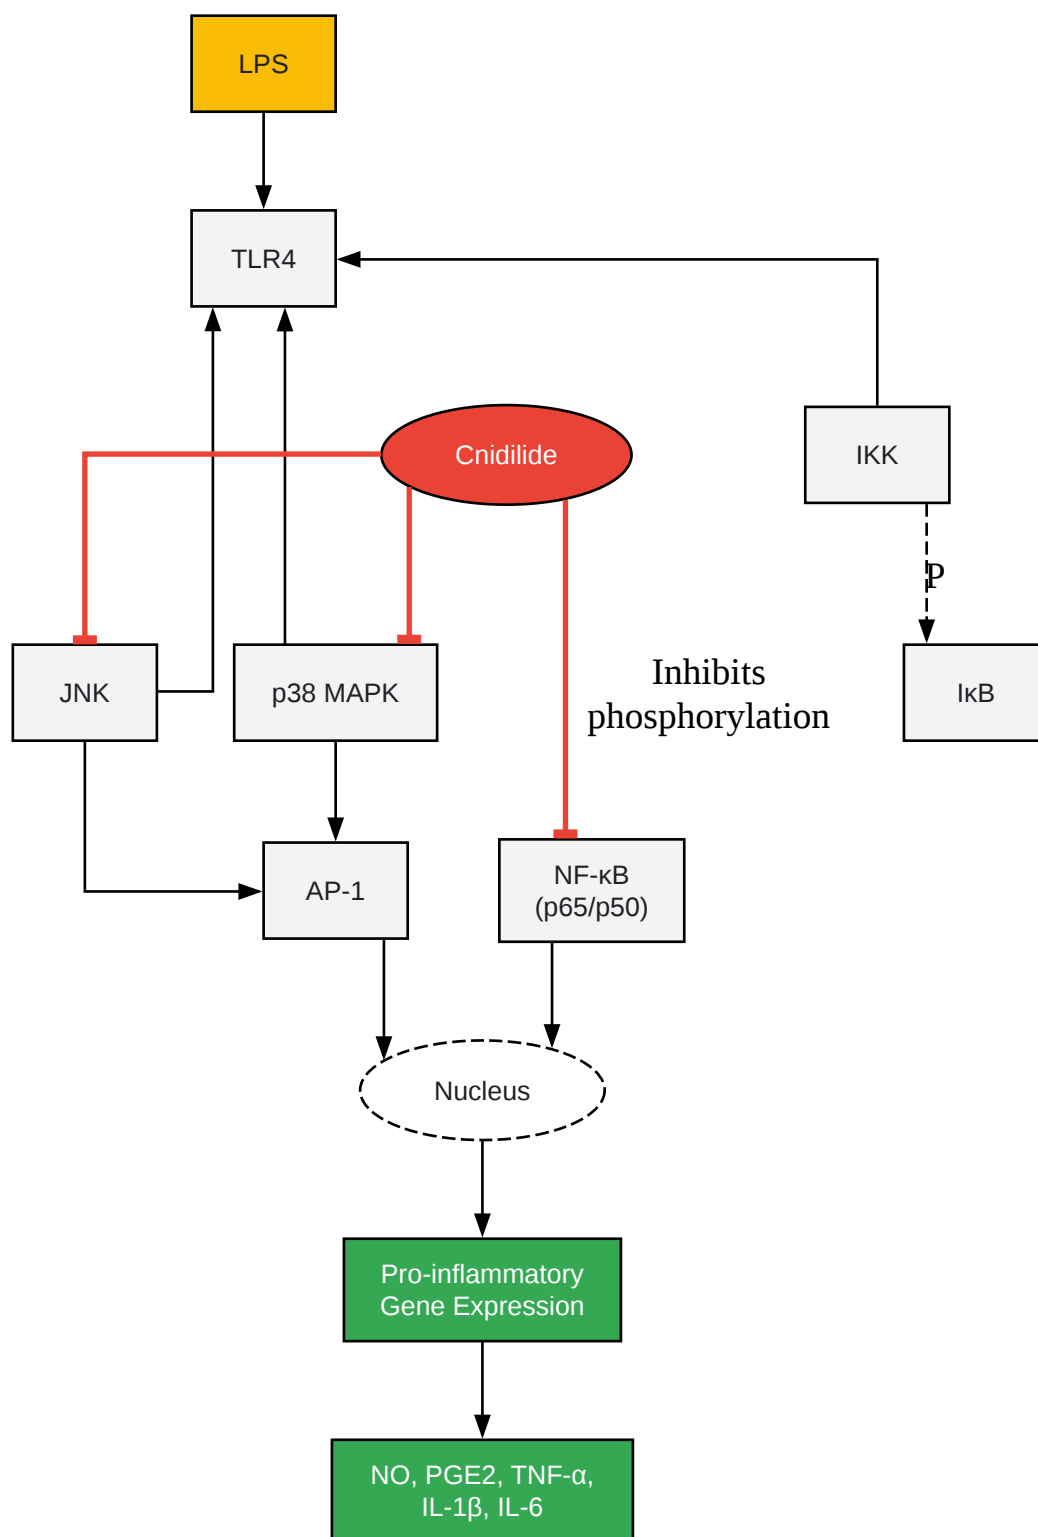 LPS
TLR4
Cnidilide
IKK
P
JNK
p38 MAPK
Inhibits
phosphorylation
IκB
AP-1
NF-κB
(p65/p50)
Nucleus
Pro-inflammatory
Gene Expression
NO, PGE2, TNF-α,
IL-1β, IL-6